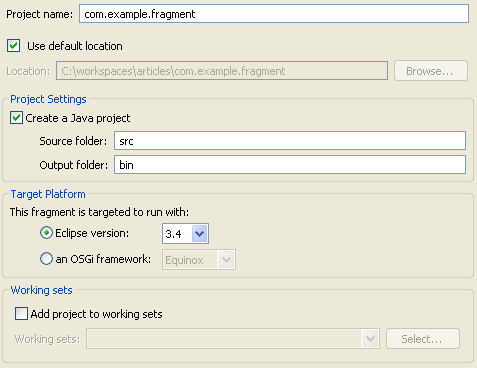 Project name: com.example.fragment
Use default location
Location: C:\workspaces\articles\com.example.fragment Browse...
Project Settings
Create a Java project
Source folder: src
Output folder: bin
Target Platform
This fragment is targeted to run with:
Eclipse version: 3.4
an OSGi framework: Equinox
Working sets
Add project to working sets
Working sets: Select...